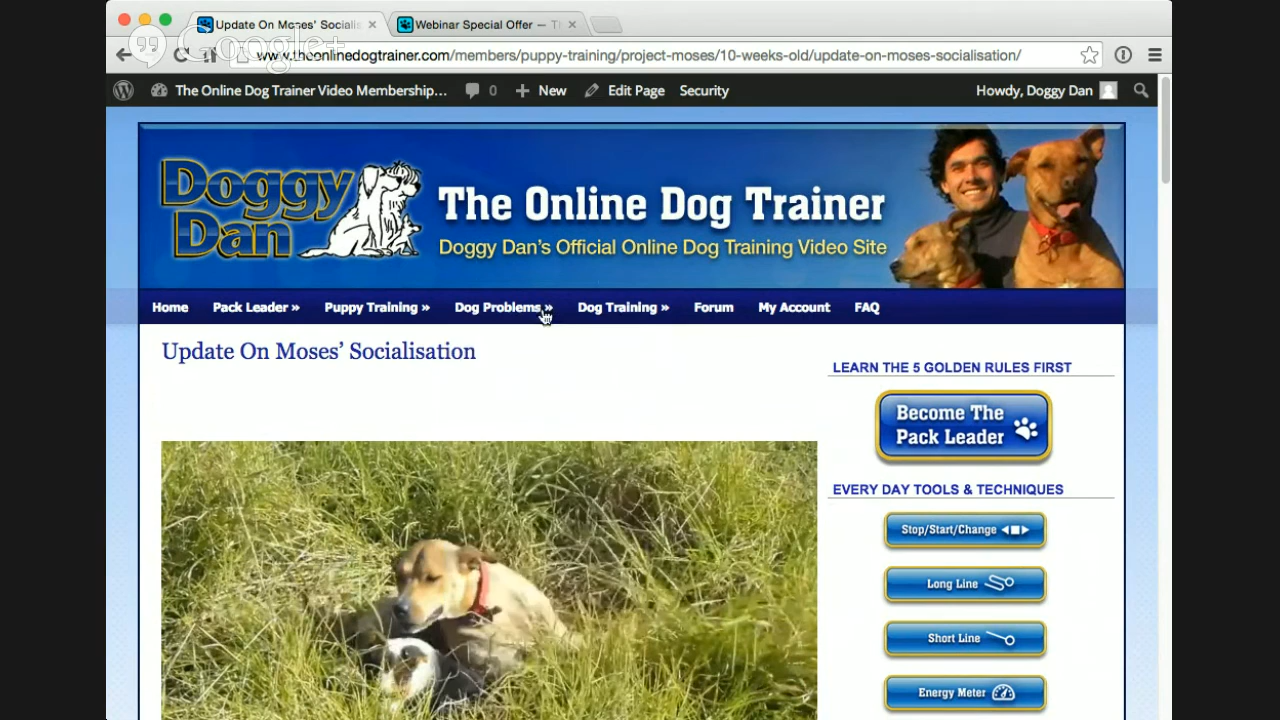 Update On Moses' Socialis
Webinar Special Offer — T
Google+
www.theonlinedogtrainer.com/members/puppy-training/project-moses/10-weeks-old/update-on-moses-socialisation/
The Online Dog Trainer Video Membership… 0 New Edit Page Security Howdy, Doggy Dan
Doggy
Dan
The Online Dog Trainer
Doggy Dan's Official Online Dog Training Video Site
Home Pack Leader » Puppy Training » Dog Problems » Dog Training » Forum My Account FAQ
Update On Moses' Socialisation
LEARN THE 5 GOLDEN RULES FIRST
Become The
Pack Leader
EVERY DAY TOOLS & TECHNIQUES
Stop/Start/Change
Long Line
Short Line
Energy Meter